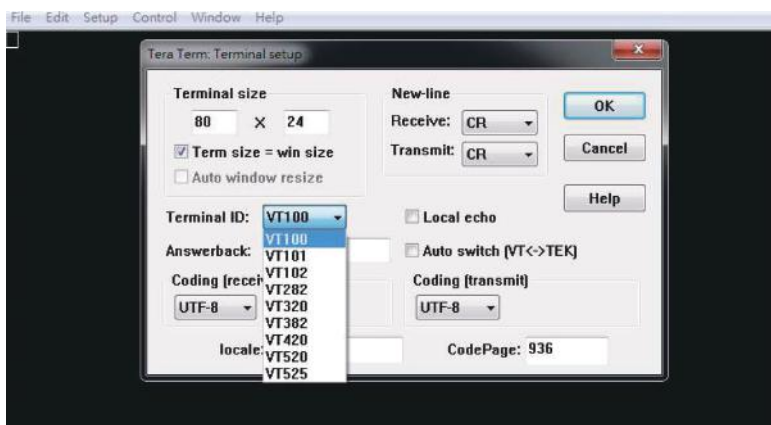 File Edit Setup Control Window Help
Tera Term: Terminal setup
Terminal size
80 X 24
Term size = win size
Auto window resize
New-line
Receive: CR
Transmit: CR
OK
Cancel
Help
Terminal ID: VT100
VT100
VT101
VT102
VT282
VT320
VT382
VT420
VT520
VT525
Local echo
Answerback:
Auto switch (VT<->TEK)
Coding (recei
UTF-8
Coding (transmit)
UTF-8
locale:
CodePage: 936